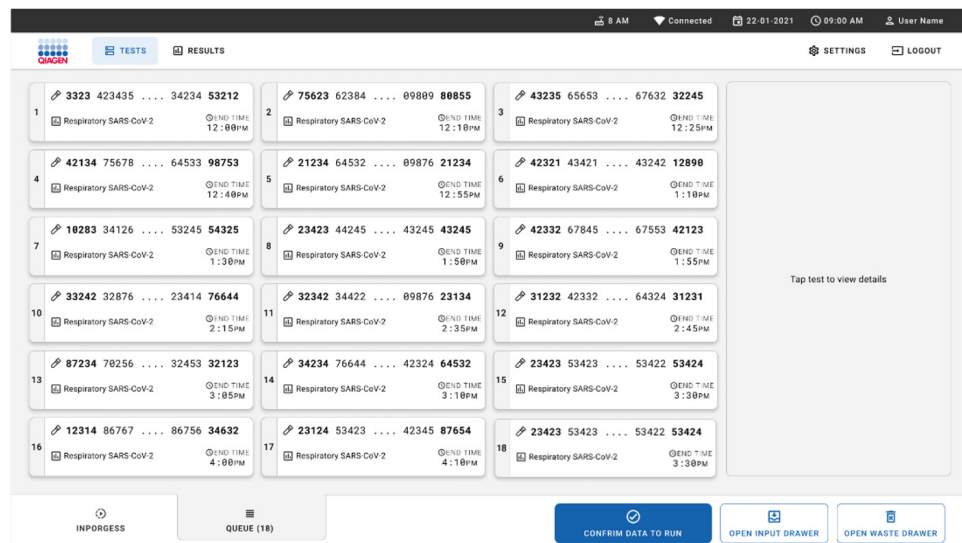 8 AM Connected 22-01-2021 09:00 AM User Name
QIAGEN TESTS RESULTS SETTINGS LOGOUT
1 3323 423435 .... 34234 53212
Respiratory SARS-CoV-2 END TIME 12:00PM
2 75623 62384 .... 09809 80855
Respiratory SARS-CoV-2 END TIME 12:10PM
3 43235 65653 .... 67632 32245
Respiratory SARS-CoV-2 END TIME 12:25PM
4 42134 75678 .... 64533 98753
Respiratory SARS-CoV-2 END TIME 12:40PM
5 21234 64532 .... 09876 21234
Respiratory SARS-CoV-2 END TIME 12:55PM
6 42321 43421 .... 43242 12890
Respiratory SARS-CoV-2 END TIME 1:10PM
7 10283 34126 .... 53245 54325
Respiratory SARS-CoV-2 END TIME 1:30PM
8 23423 44245 .... 43245 43245
Respiratory SARS-CoV-2 END TIME 1:50PM
9 42332 67845 .... 67553 42123
Respiratory SARS-CoV-2 END TIME 1:55PM
10 33242 32876 .... 23414 76644
Respiratory SARS-CoV-2 END TIME 2:15PM
11 32342 34422 .... 09876 23134
Respiratory SARS-CoV-2 END TIME 2:35PM
12 31232 42332 .... 64324 31231
Respiratory SARS-CoV-2 END TIME 2:45PM
13 87234 70256 .... 32453 32123
Respiratory SARS-CoV-2 END TIME 3:05PM
14 34234 76644 .... 42324 64532
Respiratory SARS-CoV-2 END TIME 3:10PM
15 23423 53423 .... 53422 53424
Respiratory SARS-CoV-2 END TIME 3:30PM
16 12314 86767 .... 86756 34632
Respiratory SARS-CoV-2 END TIME 4:00PM
17 23124 53423 .... 42345 87654
Respiratory SARS-CoV-2 END TIME 4:10PM
18 23423 53423 .... 53422 53424
Respiratory SARS-CoV-2 END TIME 3:30PM
Tap test to view details
INPORGESS QUEUE (18) CONFRIM DATA TO RUN OPEN INPUT DRAWER OPEN WASTE DRAWER